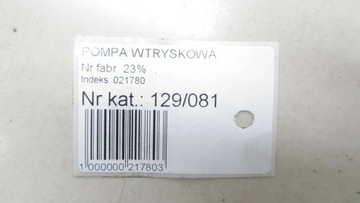 POMPA WTRYSKOWA
Nr fabr. 23%
Indeks: 021780
Nr kat.: 129/081
1 000000 217803